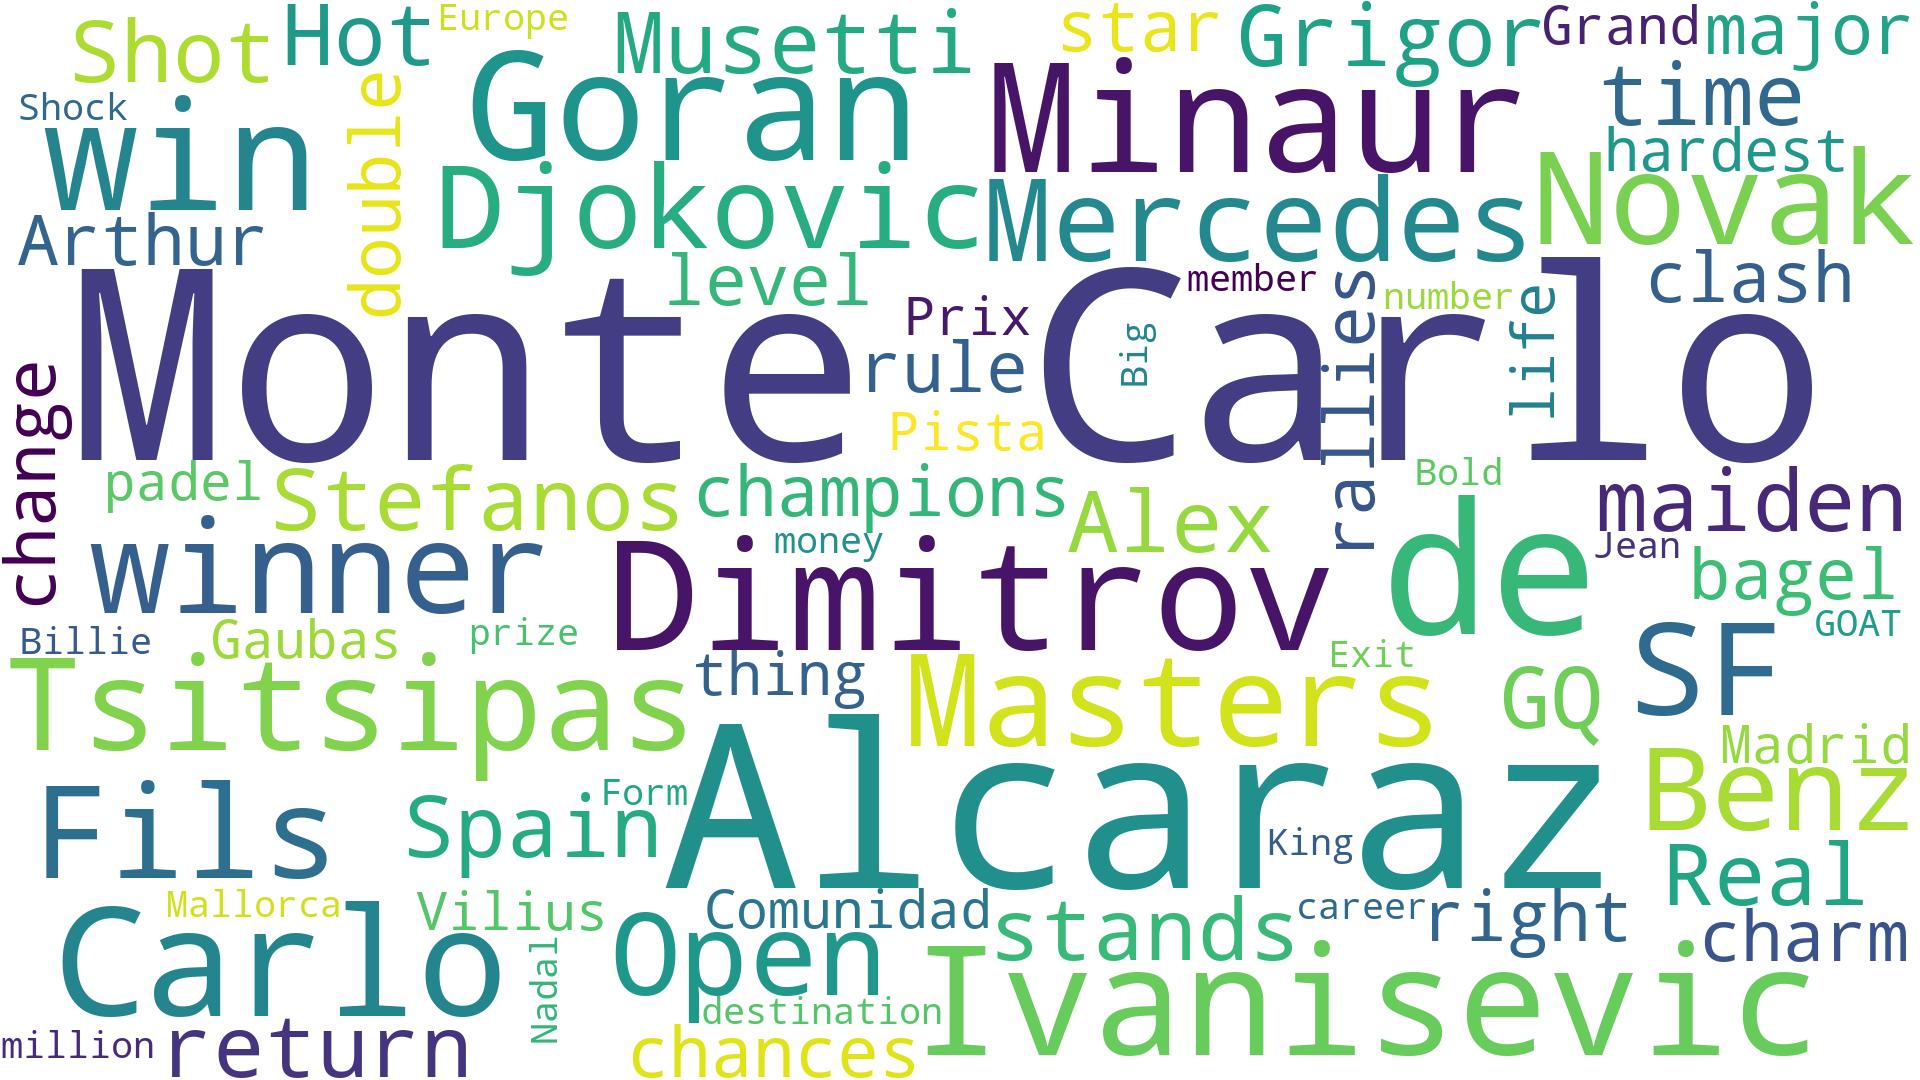 Shot
Hot
Europe
Musetti
star
Grigor
Grand
major
Shock
win
double
Goran
Minaur
time
hardest
Arthur
Djokovic
Mercedes
Novak
level
member
clash
Monte Carlo
Prix
Big
rallies
number
life
rule
change
Pista
padel
Stefanos
champions
Alex
Bold
maiden
winner
money
Dimitrov
de
Jean
bagel
Billie
Gaubas
prize
GOAT
Tsitsipas
thing
Masters
Exit
GQ
SF
Madrid
Fils
Spain
Form
Alcaraz
King
Benz
Real
Mallorca
Carlo
Vilius
Nadal
Open
Comunidad
stands
career
right
charm
Ivanisevic
million
return
destination
chances